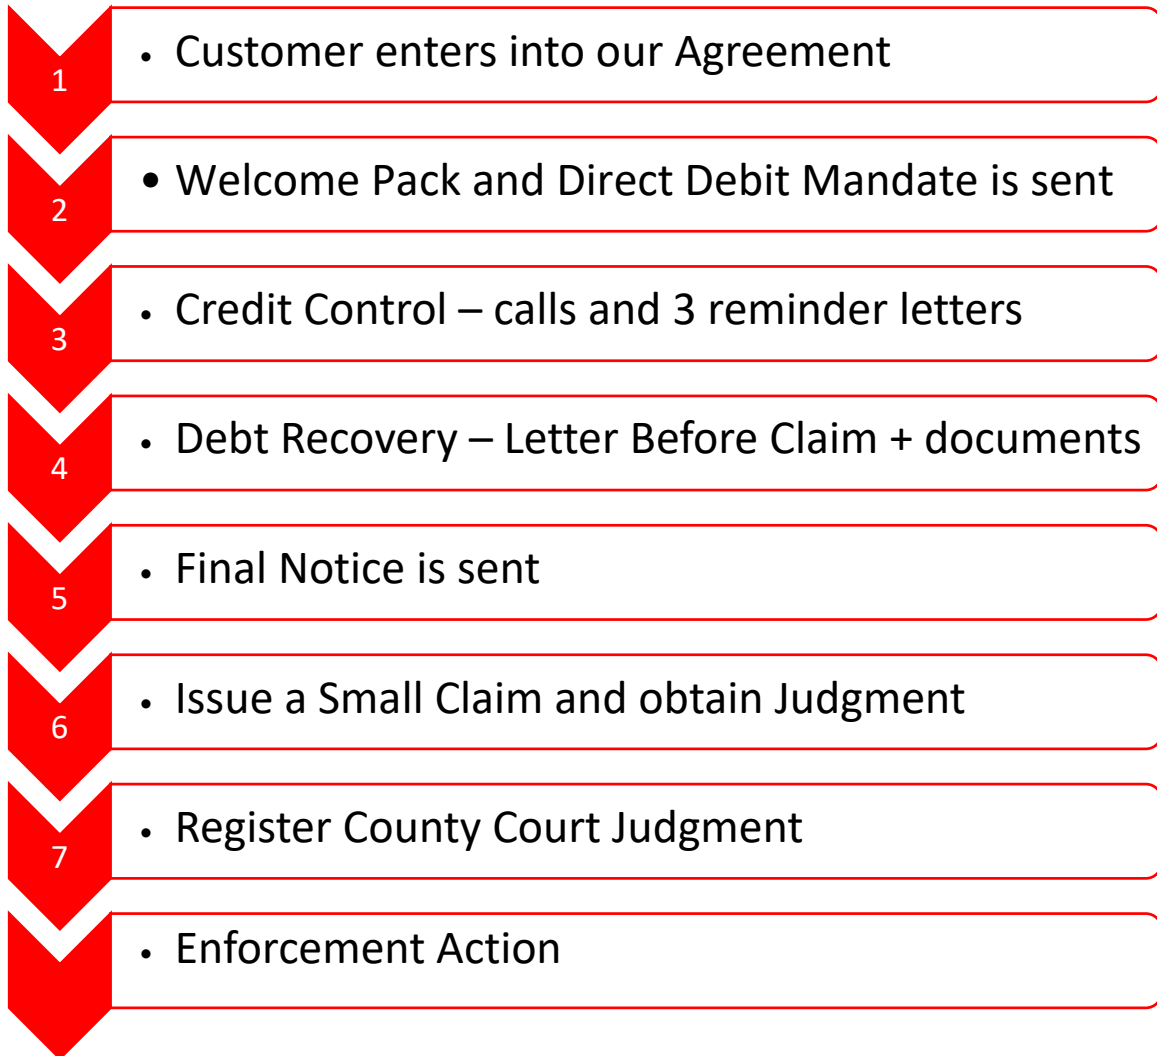 1
• Customer enters into our Agreement
2
• Welcome Pack and Direct Debit Mandate is sent
3
• Credit Control – calls and 3 reminder letters
4
• Debt Recovery – Letter Before Claim + documents
5
• Final Notice is sent
6
• Issue a Small Claim and obtain Judgment
7
• Register County Court Judgment
• Enforcement Action